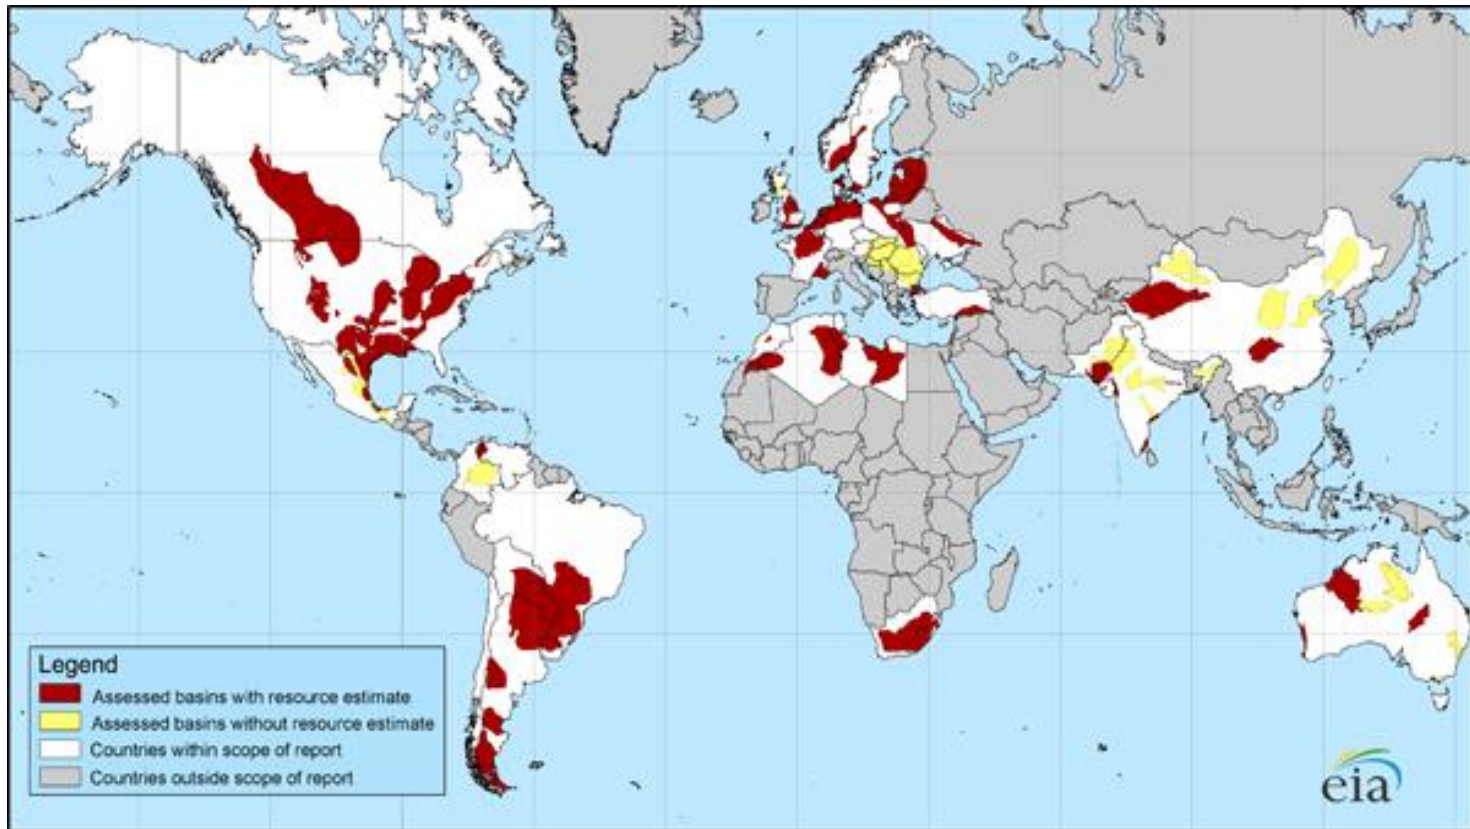 Legend
Assessed basins with resource estimate
Assessed basins without resource estimate
Countries within scope of report
Countries outside scope of report
eia